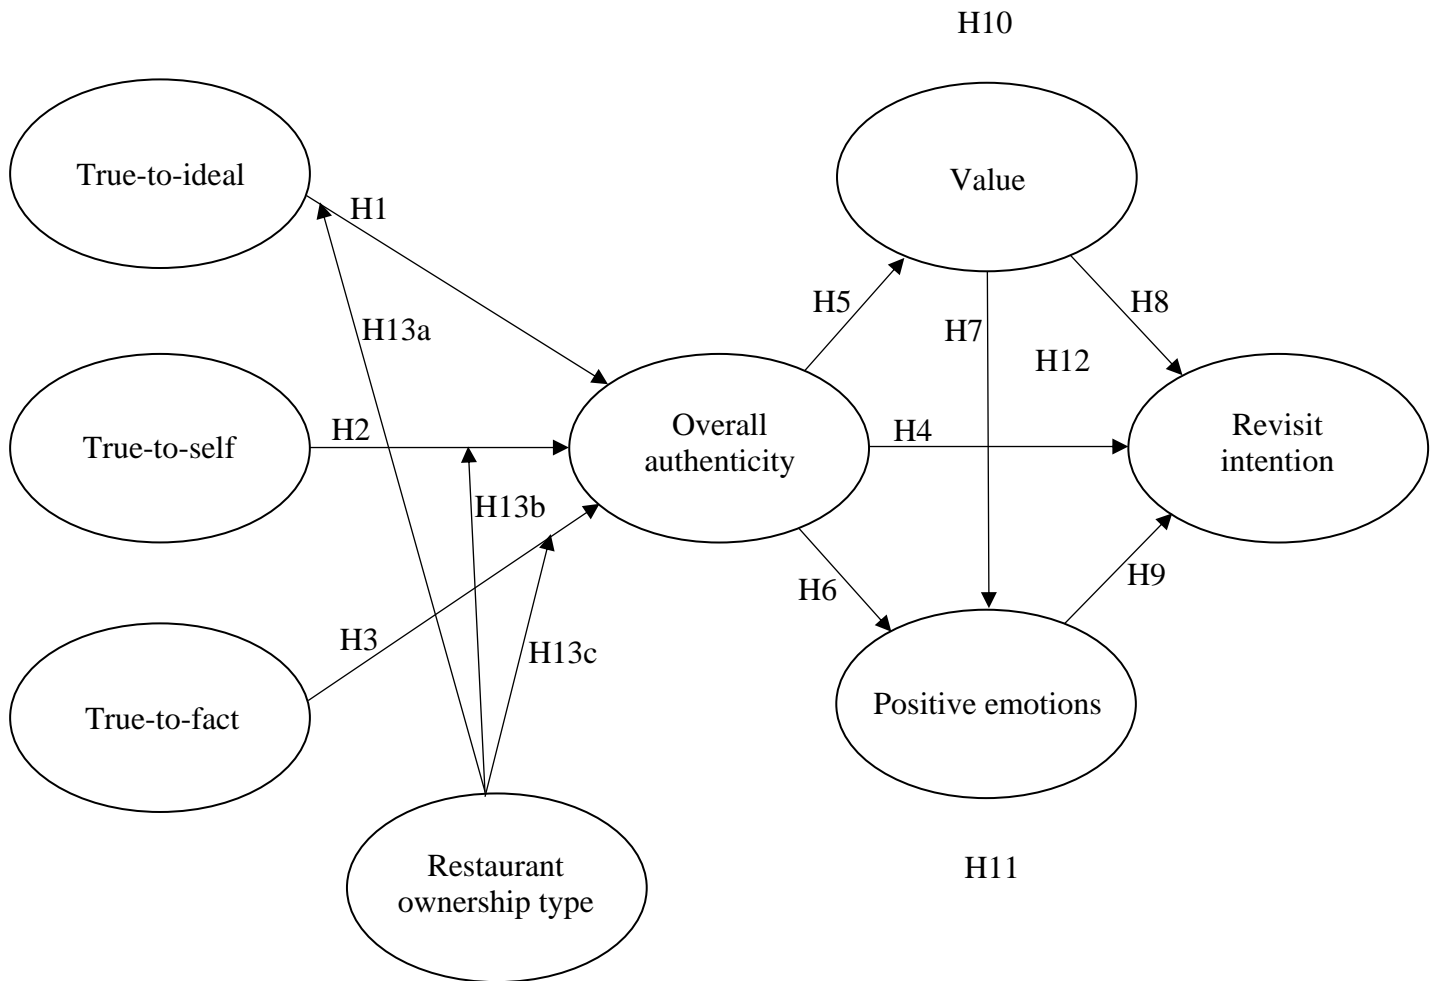 H10
True-to-ideal
Value
H1
H5
H8
H13a
H7
H12
True-to-self
H2
Overall
authenticity
H4
Revisit
intention
H13b
H6
H9
H3
H13c
True-to-fact
Positive emotions
Restaurant
ownership type
H11